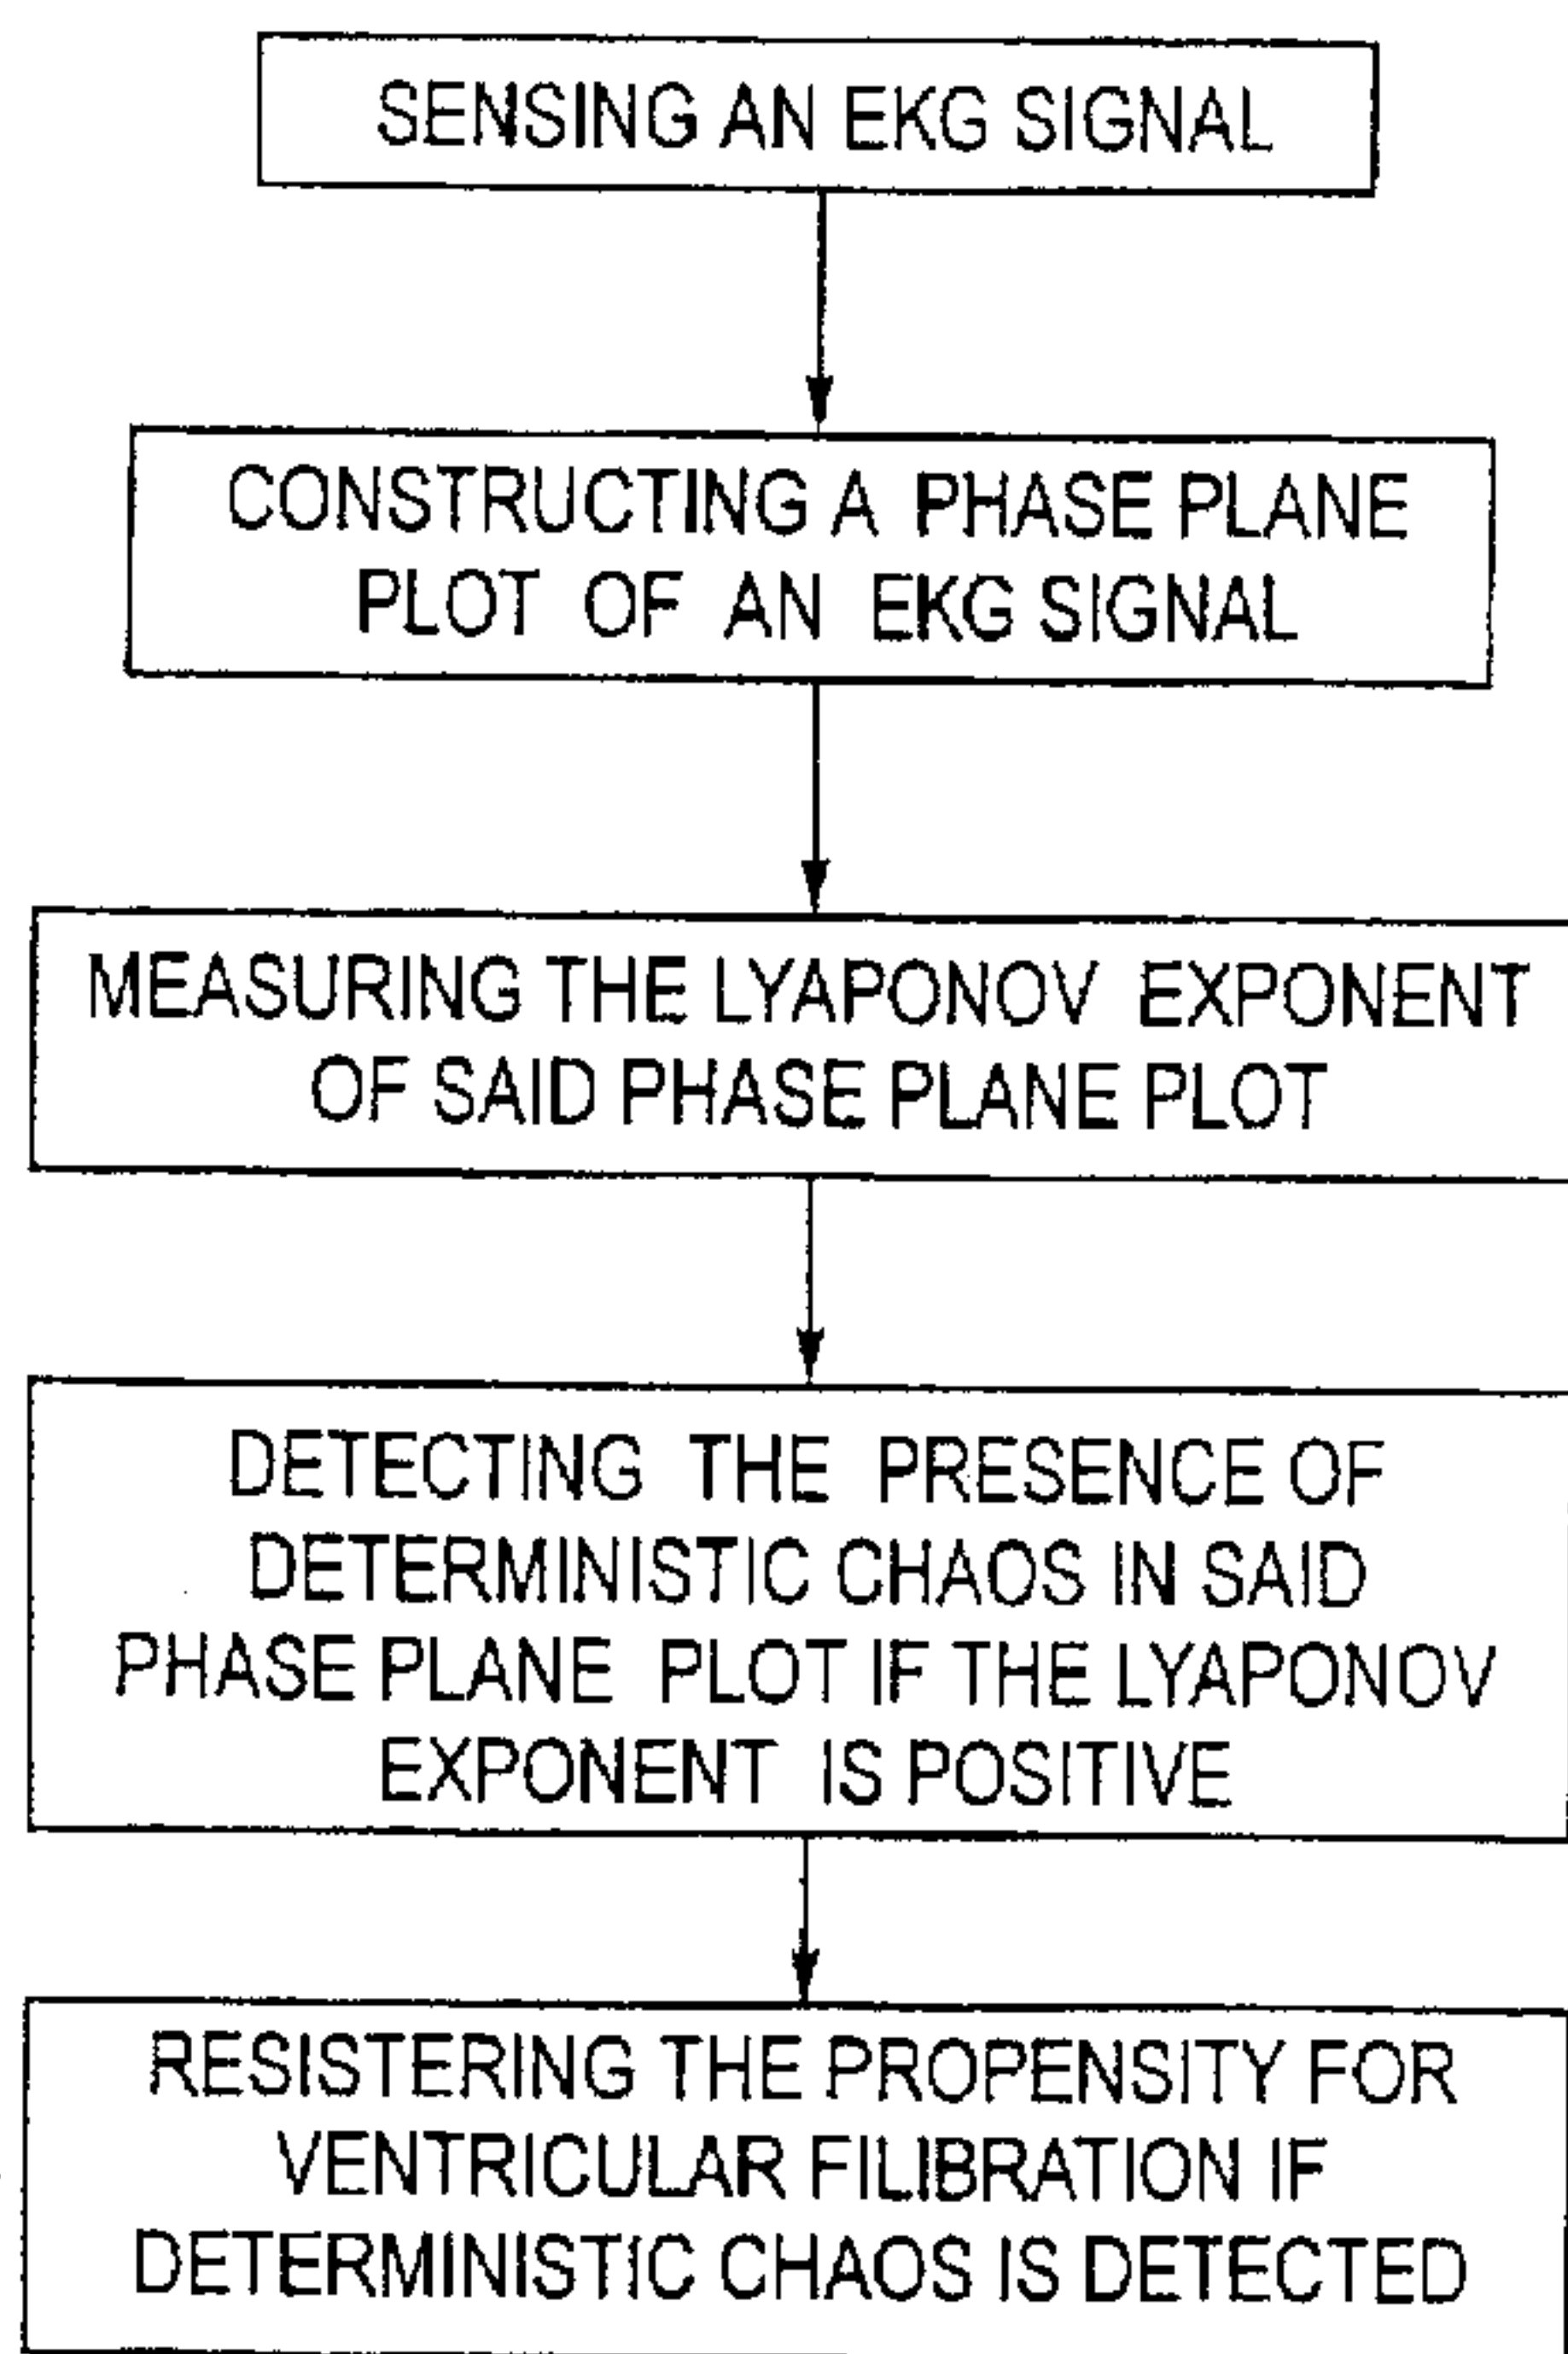 SENSING AN EKG SIGNAL
CONSTRUCTING A PHASE PLANE
PLOT OF AN EKG SIGNAL
MEASURING THE LYAPONOV EXPONENT
OF SAID PHASE PLANE PLOT
DETECTING THE PRESENCE OF
DETERMINISTIC CHAOS IN SAID
PHASE PLANE PLOT IF THE LYAPONOV
EXPONENT IS POSITIVE
RESISTERING THE PROPENSITY FOR
VENTRICULAR FILIBRATION IF
DETERMINISTIC CHAOS IS DETECTED